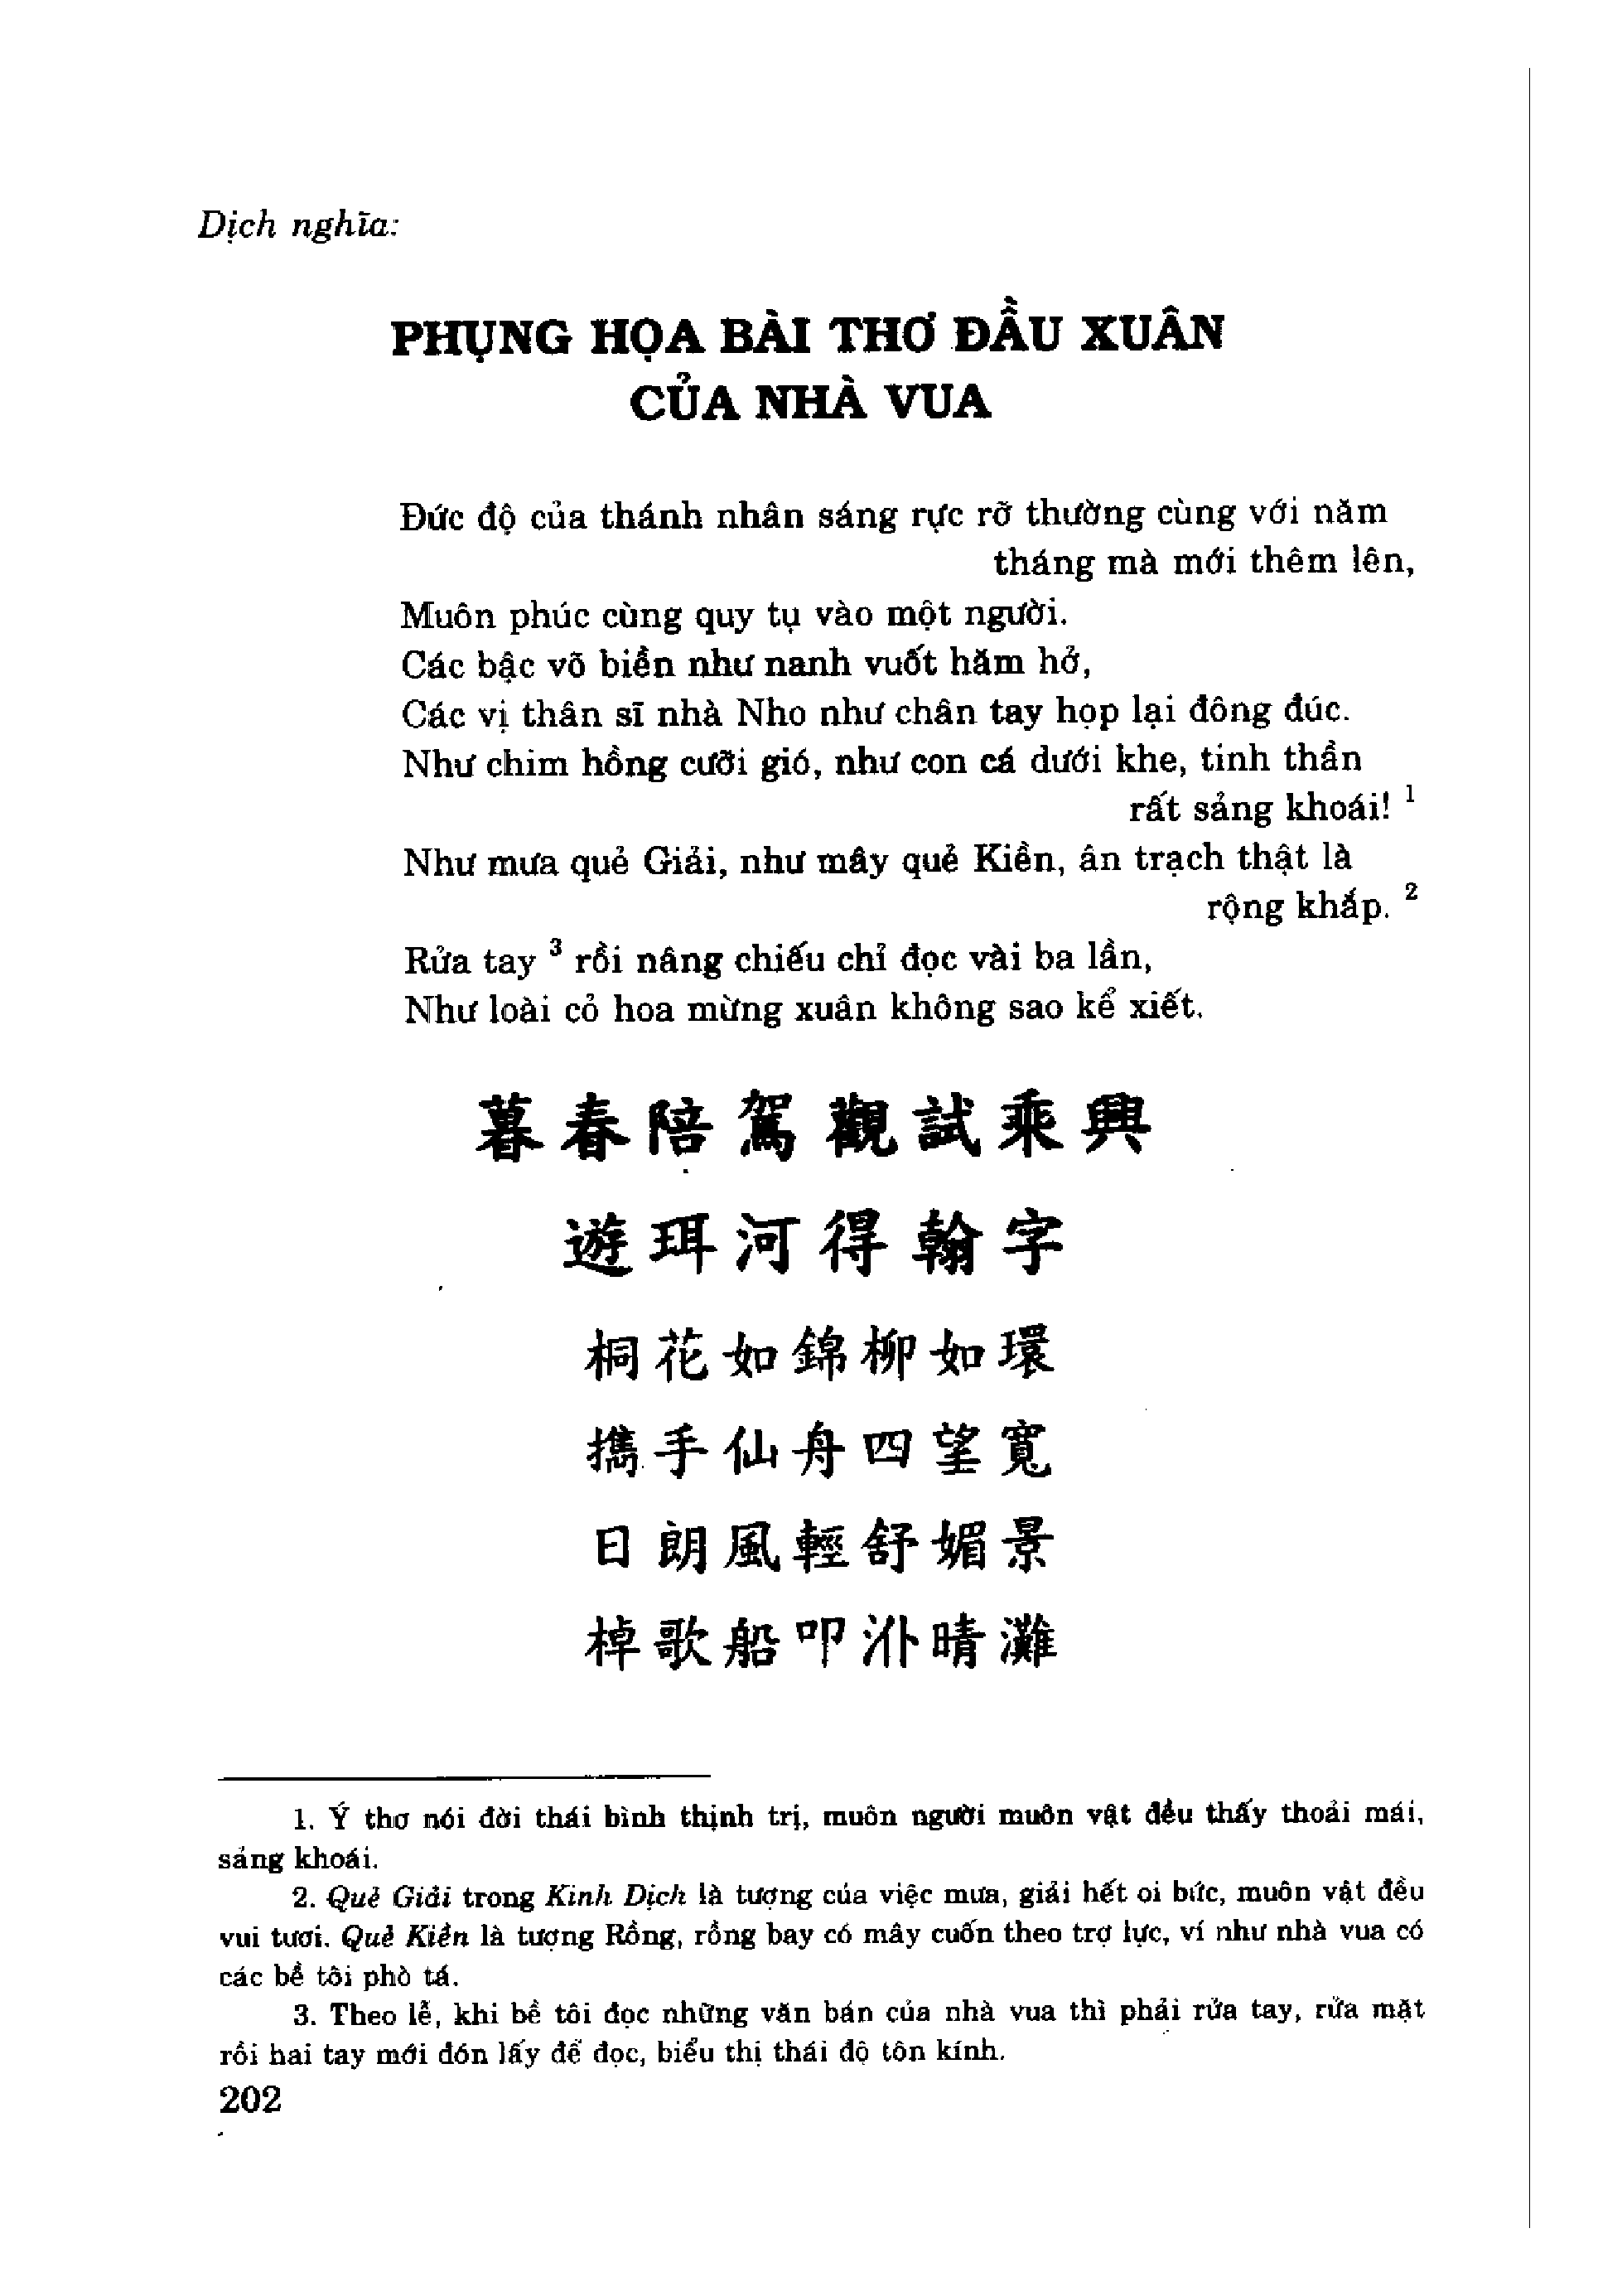 Dịch nghĩa:
PHỤNG HỌA BÀI THƠ ĐẦU XUÂN
CỦA NHÀ VUA
Đức độ của thánh nhân sáng rực rỡ thường cùng với năm
tháng mà mới thêm lên,
Muôn phúc cùng quy tụ vào một người.
Các bậc võ biền như nanh vuốt hăm hở,
Các vị thân sĩ nhà Nho như chân tay họp lại đông đúc.
Như chim hồng cưỡi gió, như con cá dưới khe, tinh thần
rất sảng khoái! 1
Như mưa quẻ Giải, như mây quẻ Kiền, ân trạch thật là
rộng khắp. 2
Rửa tay 3 rồi nâng chiếu chỉ đọc vài ba lần,
Như loài cỏ hoa mừng xuân không sao kể xiết.
暮春陪駕觀試乘興
遊珥河得翰字
桐花如錦柳如環
攜手仙舟四望寬
日朗風輕舒媚景
棹歌船叩汴晴灘
1. Ý thơ nói đời thái bình thịnh trị, muôn người muôn vật đều thấy thoải mái,
sảng khoái.
2. Quẻ Giải trong Kinh Dịch là tượng của việc mưa, giải hết oi bức, muôn vật đều
vui tươi. Quẻ Kiền là tượng Rồng, rồng bay có mây cuốn theo trợ lực, ví như nhà vua có
các bề tôi phò tá.
3. Theo lễ, khi bề tôi đọc những văn bản của nhà vua thì phải rửa tay, rửa mặt
rồi hai tay mới đón lấy để đọc, biểu thị thái độ tôn kính.
202